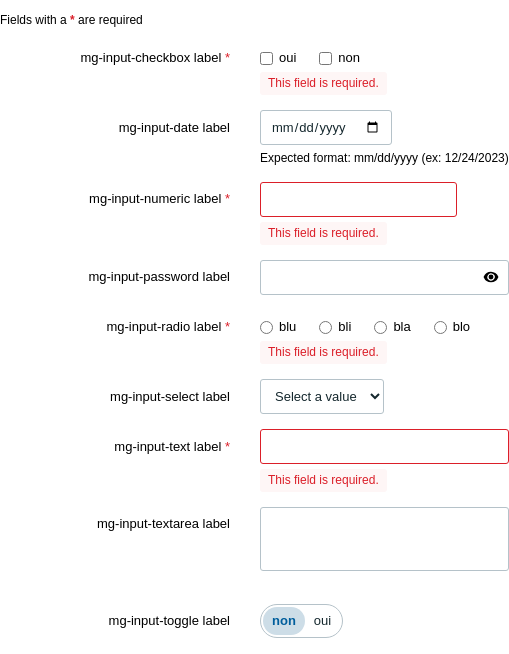 Fields with a * are required
mg-input-checkbox label * oui non
This field is required.
mg-input-date label mm/dd/yyyy
Expected format: mm/dd/yyyy (ex: 12/24/2023)
mg-input-numeric label *
This field is required.
mg-input-password label
mg-input-radio label * blu bli bla blo
This field is required.
mg-input-select label Select a value
mg-input-text label *
This field is required.
mg-input-textarea label
mg-input-toggle label non oui